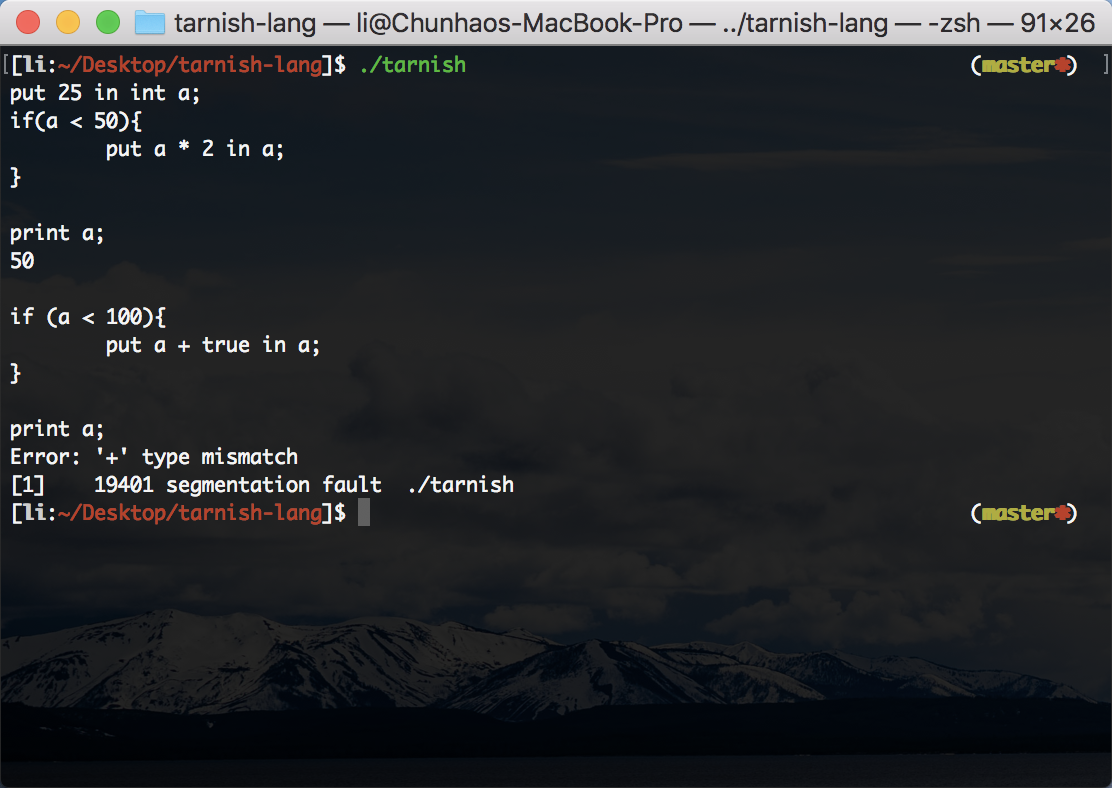 tarnish-lang — li@Chunhaos-MacBook-Pro — ../tarnish-lang — -zsh — 91×26
[[li:~/Desktop/tarnish-lang]$ ./tarnish (master*) ]
put 25 in int a;
if(a < 50){
        put a * 2 in a;
}
print a;
50
if (a < 100){
        put a + true in a;
}
print a;
Error: '+' type mismatch
[1]    19401 segmentation fault  ./tarnish
[li:~/Desktop/tarnish-lang]$ (master*)